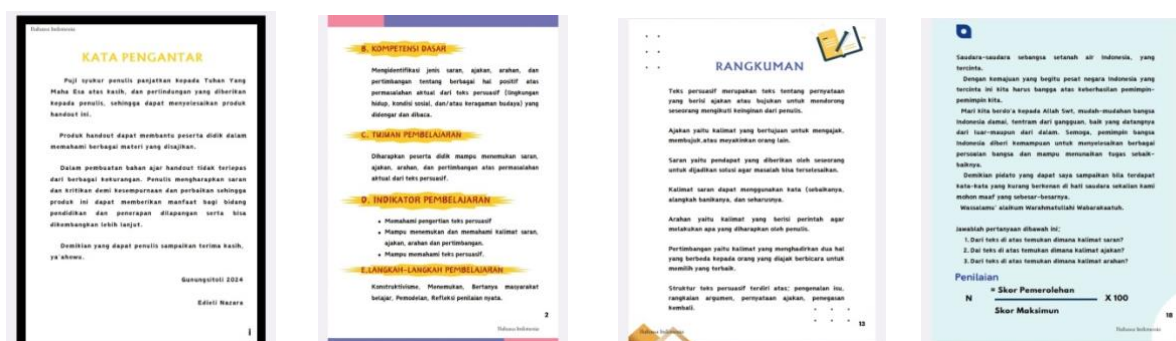 Bahasa Indonesia
KATA PENGANTAR
Puji syukur penulis panjatkan kepada Tuhan Yang
Maha Esa atas kasih, dan perlindungan yang diberikan
kepada penulis, sehingga dapat menyelesaikan produk
handout ini.
Produk handout dapat membantu peserta didik dalam
memahami berbagai materi yang disajikan.
Dalam pembuatan bahan ajar handout tidak terlepas
dari berbagai kekurangan. Penulis mengharapkan saran
dan kritikan demi kesempurnaan dan perbaikan sehingga
produk ini dapat memberikan manfaat bagi bidang
pendidikan dan penerapan dilapangan serta bisa
dikembangkan lebih lanjut.
Demikian yang dapat penulis sampaikan terima kasih,
ya'ahowu.
Gunungsitoli 2024
Edieli Nazara
i
B. KOMPETENSI DASAR
Mengidentifikasi jenis saran, ajakan, arahan, dan
pertimbangan tentang berbagai hal positif atas
permasalahan aktual dari teks persuasif (lingkungan
hidup, kondisi sosial, dan/atau keragaman budaya) yang
didengar dan dibaca.
C. TUJUAN PEMBELAJARAN
Diharapkan peserta didik mampu menemukan saran,
ajakan, arahan, dan pertimbangan atas permasalahan
aktual dari teks persuasif.
D. INDIKATOR PEMBELAJARAN
• Memahami pengertian teks persuasif
• Mampu menemukan dan memahami kalimat saran,
ajakan, arahan dan pertimbangan.
• Mampu memahami teks persuasif.
E.LANGKAH-LANGKAH PEMBELAJARAN
Konstruktivisme, Menemukan, Bertanya masyarakat
belajar, Pemodelan, Refleksi penilaian nyata.
2
Bahasa Indonesia
RANGKUMAN
Teks persuasif merupakan teks tentang pernyataan
yang berisi ajakan atau bujukan untuk mendorong
seseorang mengikuti keinginan dari penulis.
Ajakan yaitu kalimat yang bertujuan untuk mengajak,
membujuk,atau meyakinkan orang lain.
Saran yaitu pendapat yang diberikan oleh seseorang
untuk dijadikan solusi agar masalah bisa terselesaikan.
Kalimat saran dapat menggunakan kata (sebaikanya,
alangkah banikanya, dan seharusnya.
Arahan yaitu kalimat yang berisi perintah agar
melakukan apa yang diharapkan oleh penulis.
Pertimbangan yaitu kalimat yang menghadirkan dua hal
yang berbeda kepada orang yang diajak berbicara untuk
memilih yang terbaik.
Struktur teks persuasif terdiri atas; pengenalan isu,
rangkaian argumen, pernyataan ajakan, penegasan
kembali.
13
Bahasa Indonesia
Saudara-saudara sebangsa setanah air Indonesia, yang
tercinta.
Dengan kemajuan yang begitu pesat negara Indonesia yang
tercinta ini kita harus bangga atas keberhasilan pemimpin-
pemimpin kita.
Mari kita berdo'a kepada Allah Swt, mudah-mudahan bangsa
Indonesia damai, tentram dari gangguan, baik yang datangnya
dari luar-maupun dari dalam. Semoga, pemimpin bangsa
Indonesia diberi kemampuan untuk menyelesaikan berbagai
persoalan bangsa dan mampu menunaikan tugas sebaik-
baiknya.
Demikian pidato yang dapat saya sampaikan bila terdapat
kata-kata yang kurang berkenan di hati saudara sekalian kami
mohon maaf yang sebesar-besarnya.
Wassalamu' alaikum Warahmatullahi Wabarakaatuh.
Jawablah pertanyaan dibawah ini;
1. Dari teks di atas temukan dimana kalimat saran?
2. Dai teks di atas temukan dimana kalimat ajakan?
3. Dari teks di atas temukan dimana kalimat arahan?
Penilaian
N = Skor Pemerolehan X 100
Skor Maksimun
18
Bahasa Indonesia